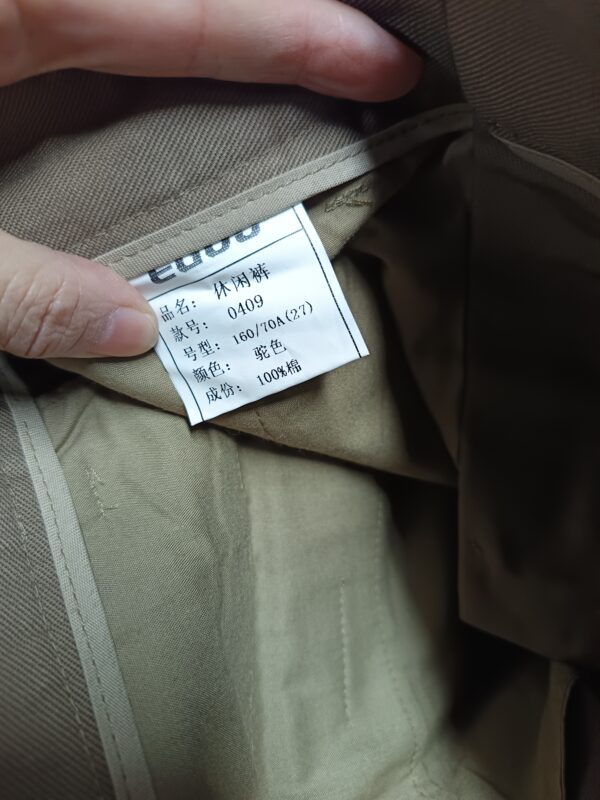 品名: 休闲裤
款号: 0409
号型: 160/70A(27)
颜色: 驼色
成份: 100%棉